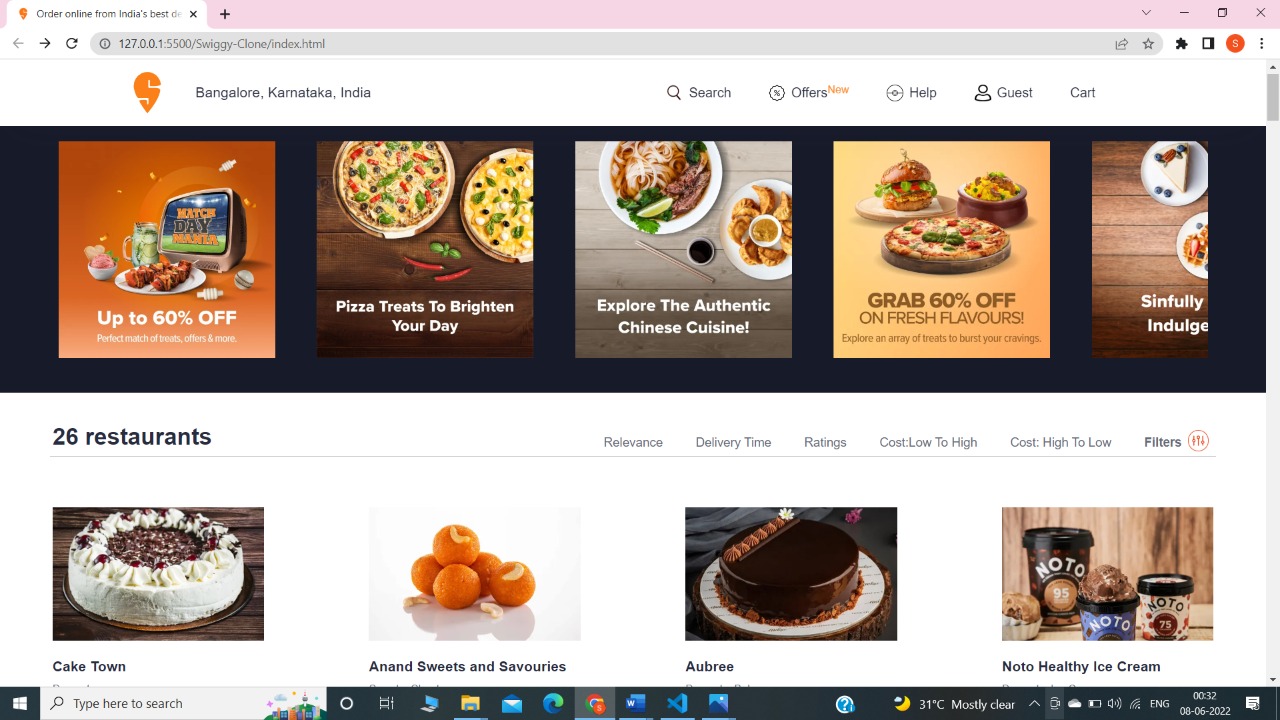 Order online from India's best de
127.0.0.1:5500/Swiggy-Clone/index.html
S
Bangalore, Karnataka, India
Search
OffersNew
Help
Guest
Cart
MATCH
DAY
MANIA
Up to 60% OFF
Perfect match of treats, offers & more.
Pizza Treats To Brighten
Your Day
Explore The Authentic
Chinese Cuisine!
GRAB 60% OFF
ON FRESH FLAVOURS!
Explore an array of treats to burst your cravings.
Sinfully
Indulge
26 restaurants
Relevance
Delivery Time
Ratings
Cost:Low To High
Cost: High To Low
Filters
NOTO
95
NOTO
NOTO
75
Cake Town
Anand Sweets and Savouries
Aubree
Noto Healthy Ice Cream
Type here to search
31°C Mostly clear
ENG
00:32
08-06-2022